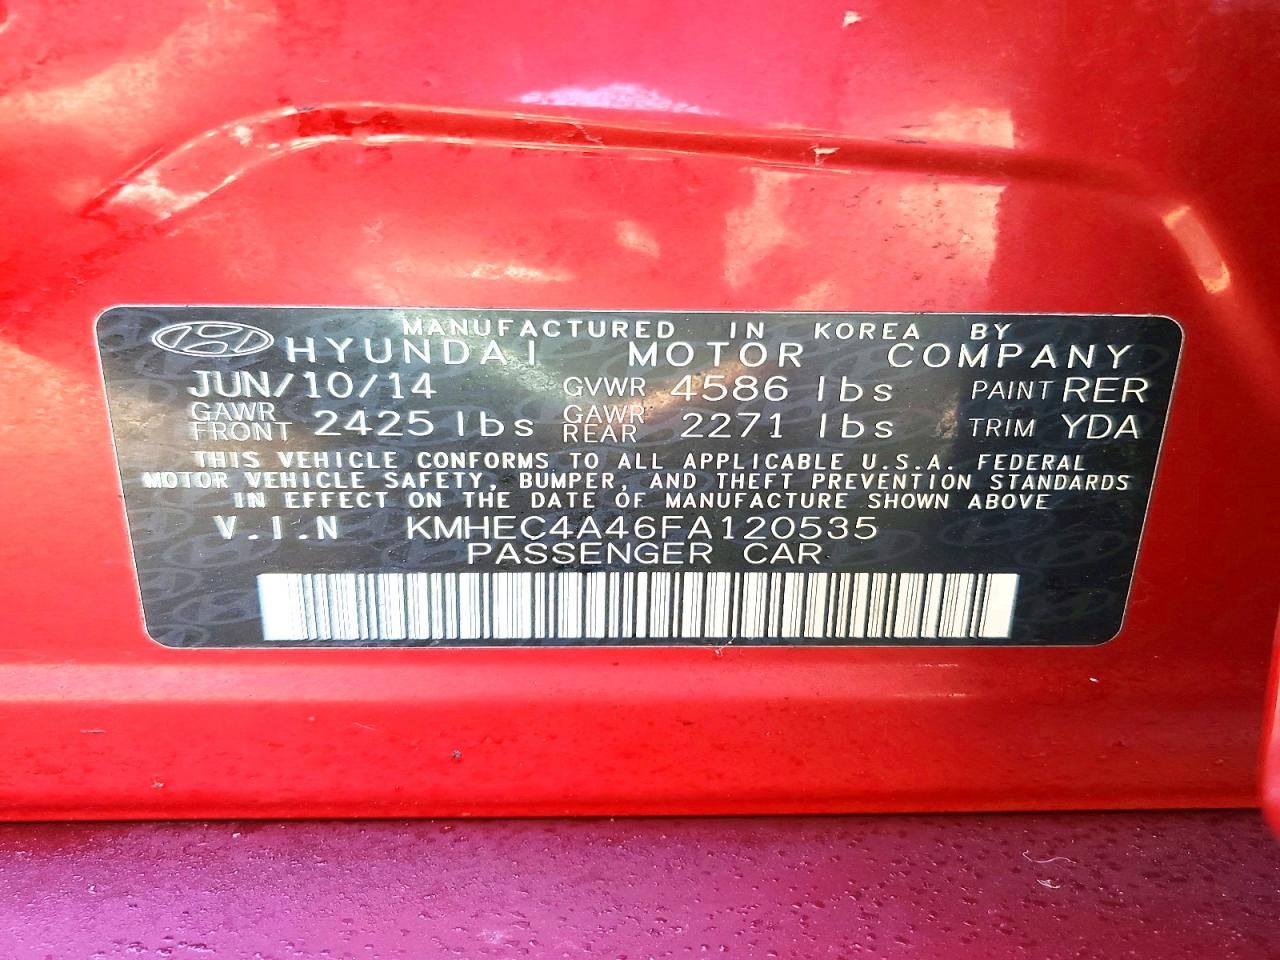 MANUFACTURED IN KOREA BY
HYUNDAI MOTOR COMPANY
JUN/10/14 GVWR 4586 lbs PAINT RER
GAWR FRONT 2425 lbs GAWR REAR 2271 lbs TRIM YDA
THIS VEHICLE CONFORMS TO ALL APPLICABLE U.S.A. FEDERAL
MOTOR VEHICLE SAFETY, BUMPER, AND THEFT PREVENTION STANDARDS
IN EFFECT ON THE DATE OF MANUFACTURE SHOWN ABOVE
V.I.N KMHEC4A46FA120535
PASSENGER CAR